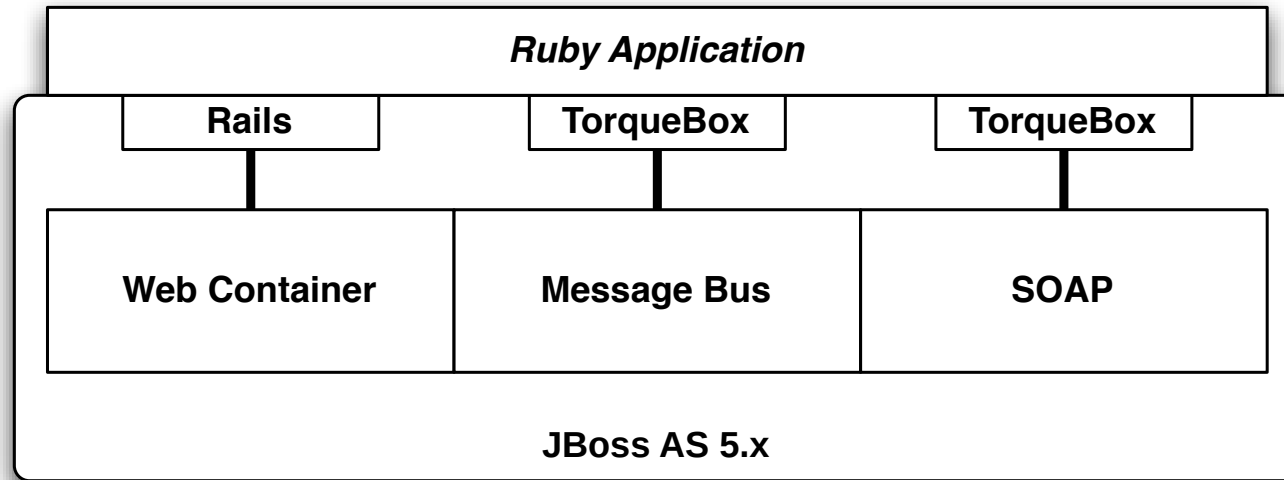 Ruby Application
Rails TorqueBox TorqueBox
Web Container Message Bus SOAP
JBoss AS 5.x